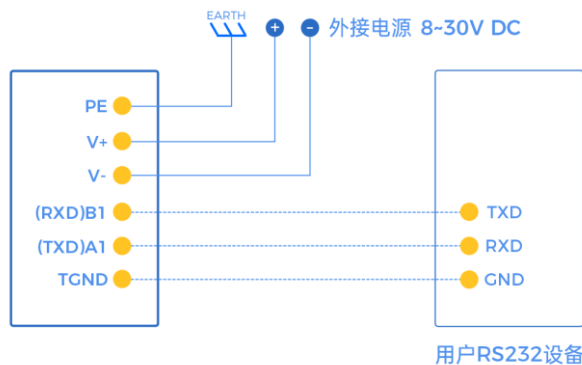 EARTH
+ - 外接电源 8~30V DC
PE
V+
V-
(RXD)B1 TXD
(TXD)A1 RXD
TGND GND
用户RS232设备